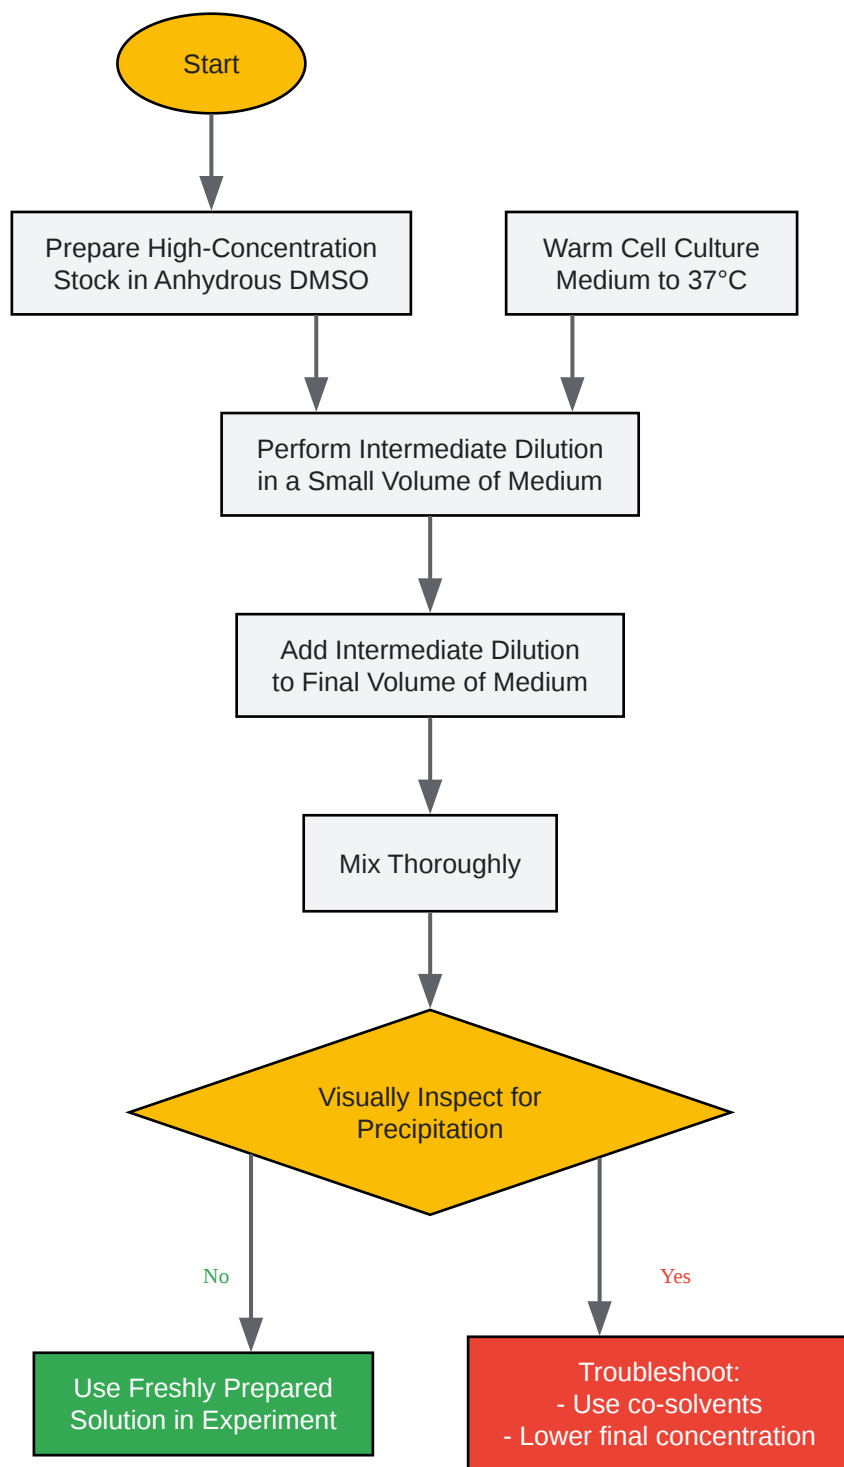 Start
Prepare High-Concentration
Stock in Anhydrous DMSO
Warm Cell Culture
Medium to 37°C
Perform Intermediate Dilution
in a Small Volume of Medium
Add Intermediate Dilution
to Final Volume of Medium
Mix Thoroughly
Visually Inspect for
Precipitation
No
Yes
Use Freshly Prepared
Solution in Experiment
Troubleshoot:
- Use co-solvents
- Lower final concentration